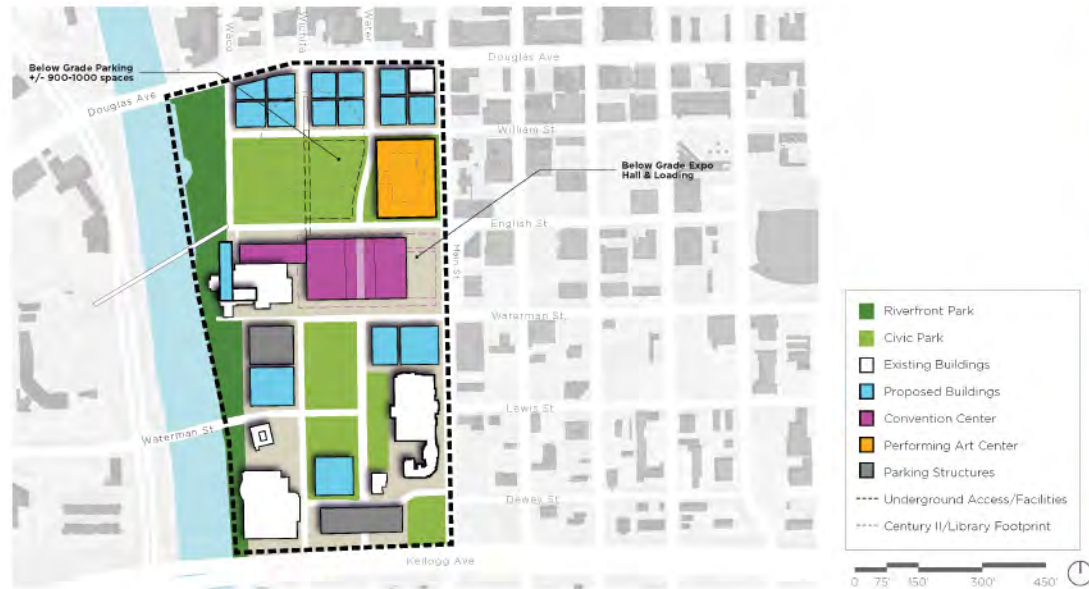 Waco
Wichita
Water
Below Grade Parking
+/- 900-1000 spaces
Douglas Ave
Douglas Ave
William St
Below Grade Expo
Hall & Loading
English St
Main St
Waterman St
Lewis St
Waterman St
Dewey St
Kellogg Ave
Riverfront Park
Civic Park
Existing Buildings
Proposed Buildings
Convention Center
Performing Art Center
Parking Structures
Underground Access/Facilities
Century II/Library Footprint
0 75' 150' 300' 450'